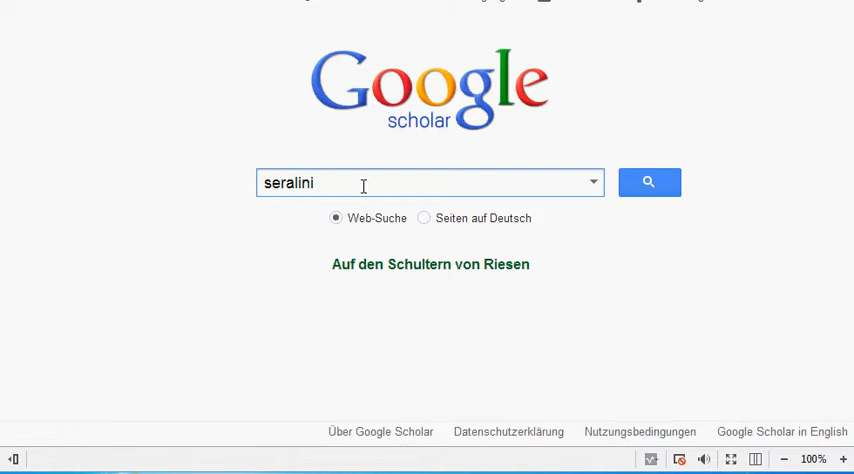 Google
scholar
seralini
Web-Suche Seiten auf Deutsch
Auf den Schultern von Riesen
Über Google Scholar Datenschutzerklärung Nutzungsbedingungen Google Scholar in English
100%